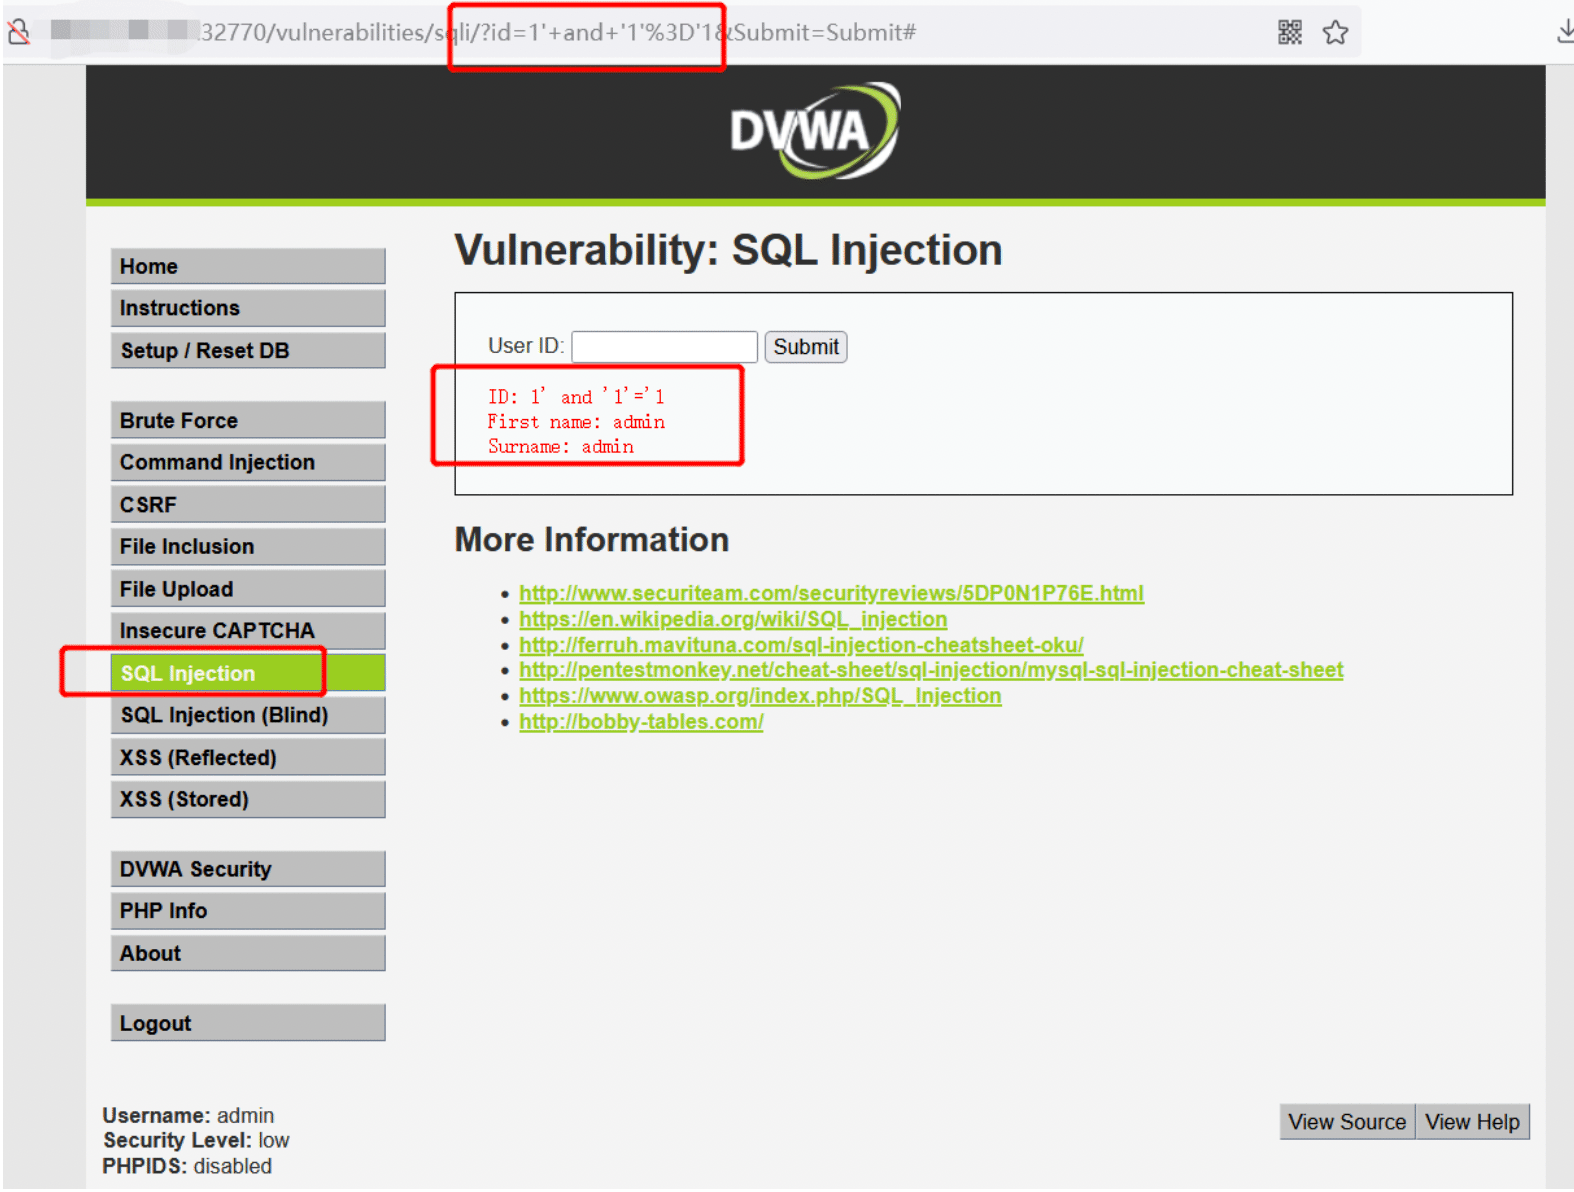 32770/vulnerabilities/sqli/?id=1'+and+'1'%3D'1&Submit=Submit#
DVWA
Home
Instructions
Setup / Reset DB
Brute Force
Command Injection
CSRF
File Inclusion
File Upload
Insecure CAPTCHA
SQL Injection
SQL Injection (Blind)
XSS (Reflected)
XSS (Stored)
DVWA Security
PHP Info
About
Logout
Vulnerability: SQL Injection
User ID: Submit
ID: 1' and '1'='1
First name: admin
Surname: admin
More Information
http://www.securiteam.com/securityreviews/5DP0N1P76E.html
https://en.wikipedia.org/wiki/SQL_injection
http://ferruh.mavituna.com/sql-injection-cheatsheet-oku/
http://pentestmonkey.net/cheat-sheet/sql-injection/mysql-sql-injection-cheat-sheet
https://www.owasp.org/index.php/SQL_Injection
http://bobby-tables.com/
Username: admin
Security Level: low
PHPIDS: disabled
View Source View Help